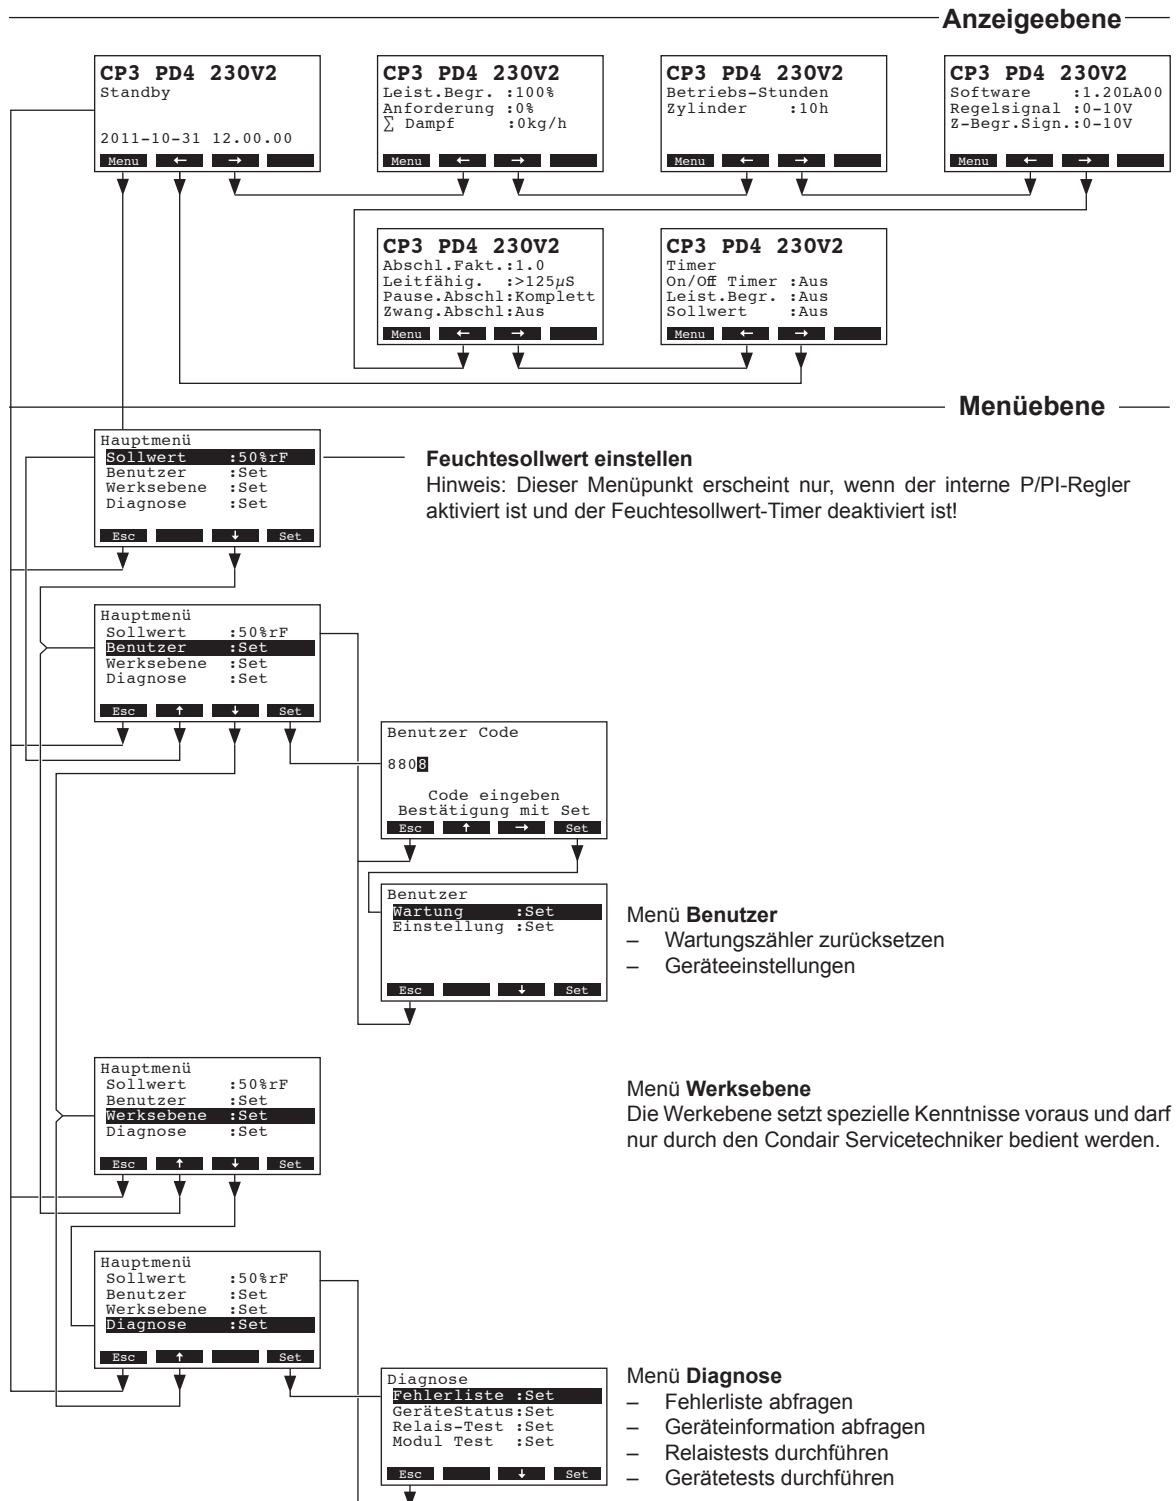 Anzeigeebene
CP3 PD4 230V2
Standby
2011-10-31 12.00.00
Menu ← →
CP3 PD4 230V2
Leist.Begr. :100%
Anforderung :0%
∑ Dampf :0kg/h
Menu ← →
CP3 PD4 230V2
Betriebs-Stunden
Zylinder :10h
Menu ← →
CP3 PD4 230V2
Software :1.20LA00
Regelsignal :0-10V
Z-Begr.Sign.:0-10V
Menu ← →
CP3 PD4 230V2
Abschl.Fakt.:1.0
Leitfähig. :>125µS
Pause.Abschl:Komplett
Zwang.Abschl:Aus
Menu ← →
CP3 PD4 230V2
Timer
On/Off Timer :Aus
Leist.Begr. :Aus
Sollwert :Aus
Menu ← →
Menüebene
Hauptmenü
Sollwert :50%rF
Benutzer :Set
Werksebene :Set
Diagnose :Set
Esc ↓ Set
Feuchtesollwert einstellen
Hinweis: Dieser Menüpunkt erscheint nur, wenn der interne P/PI-Regler
aktiviert ist und der Feuchtesollwert-Timer deaktiviert ist!
Hauptmenü
Sollwert :50%rF
Benutzer :Set
Werksebene :Set
Diagnose :Set
Esc ↑ ↓ Set
Benutzer Code
8808
Code eingeben
Bestätigung mit Set
Esc ↑ → Set
Benutzer
Wartung :Set
Einstellung :Set
Esc ↓ Set
Menü Benutzer
– Wartungszähler zurücksetzen
– Geräteeinstellungen
Hauptmenü
Sollwert :50%rF
Benutzer :Set
Werksebene :Set
Diagnose :Set
Esc ↑ ↓ Set
Menü Werksebene
Die Werkebene setzt spezielle Kenntnisse voraus und darf
nur durch den Condair Servicetechniker bedient werden.
Hauptmenü
Sollwert :50%rF
Benutzer :Set
Werksebene :Set
Diagnose :Set
Esc ↑ Set
Diagnose
Fehlerliste :Set
GeräteStatus:Set
Relais-Test :Set
Modul Test :Set
Esc ↓ Set
Menü Diagnose
– Fehlerliste abfragen
– Geräteinformation abfragen
– Relaistests durchführen
– Gerätetests durchführen